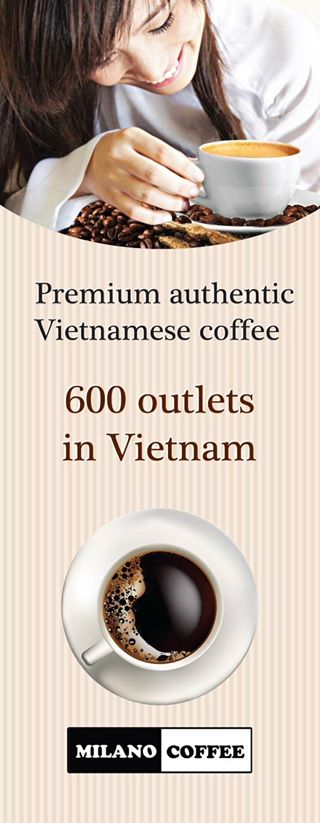 Premium authentic
Vietnamese coffee
600 outlets
in Vietnam
MILANO COFFEE